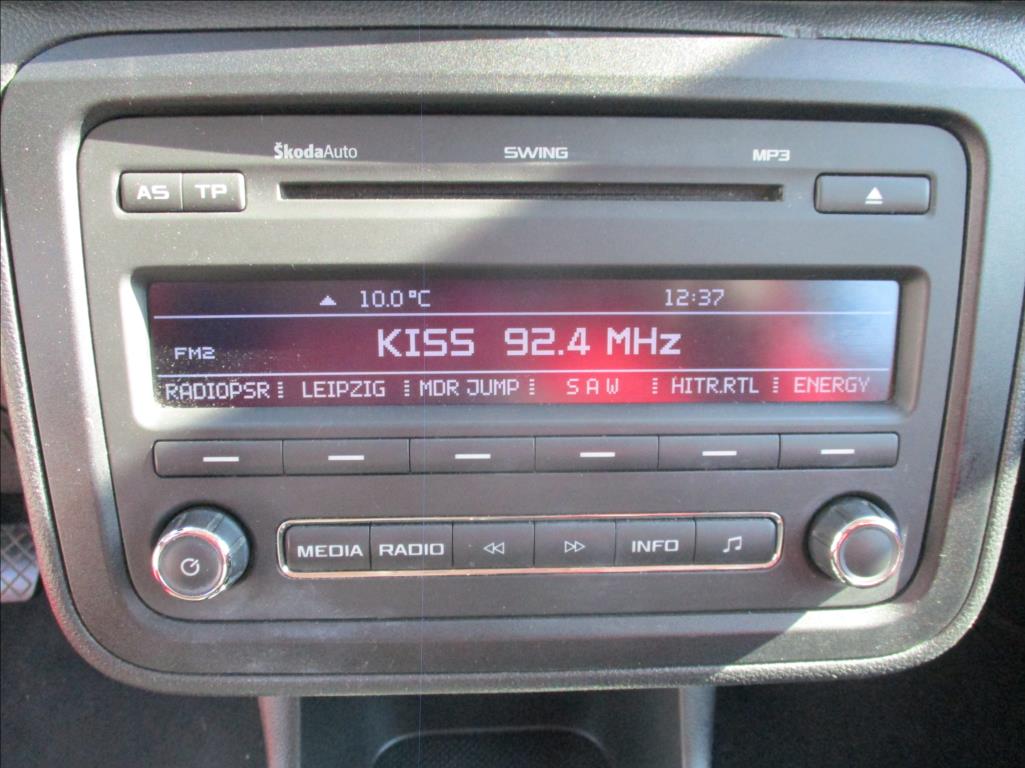 ŠkodaAuto SWING MP3
AS TP
10.0°C 12:37
KISS 92.4 MHz
FM2
RADIOPSR LEIPZIG MDR JUMP SAW HITR.RTL ENERGY
MEDIA RADIO INFO